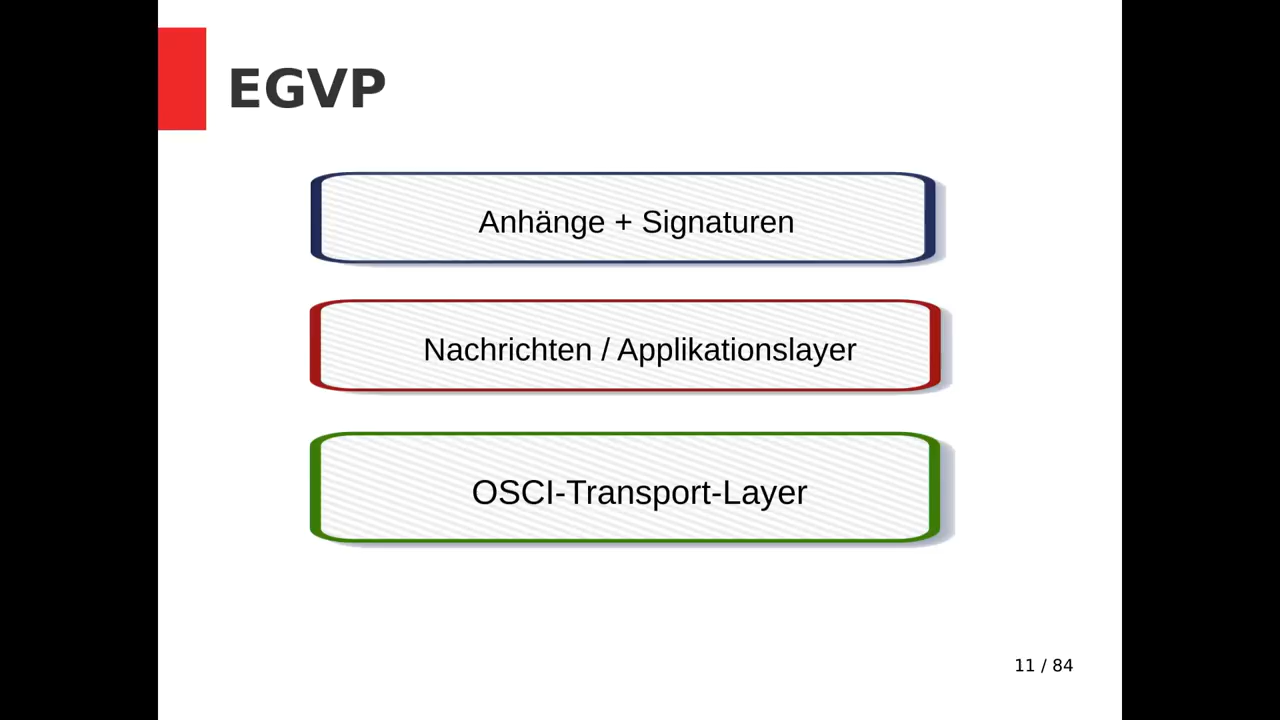 EGVP
Anhänge + Signaturen
Nachrichten / Applikationslayer
OSCI-Transport-Layer
11 / 84